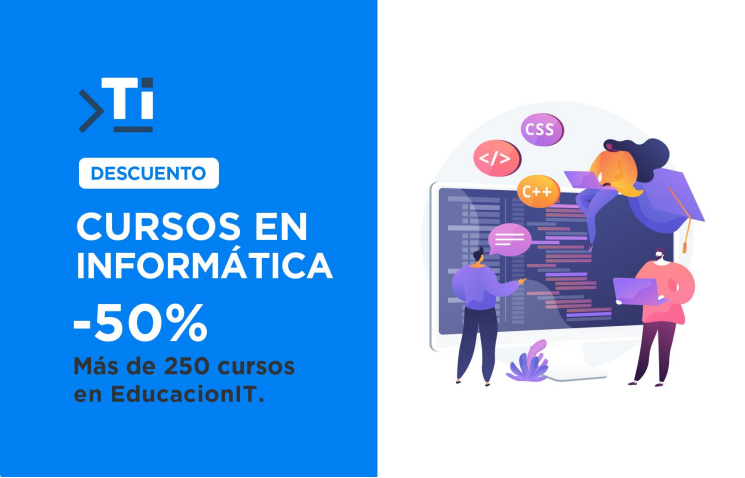 >Ti
DESCUENTO
CURSOS EN
INFORMÁTICA
-50%
Más de 250 cursos
en EducacionIT.
CSS
</>
C++